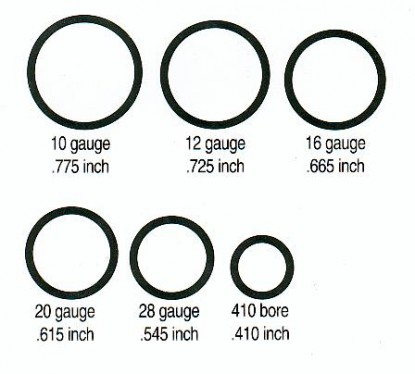 10 gauge
.775 inch
12 gauge
.725 inch
16 gauge
.665 inch
20 gauge
.615 inch
28 gauge
.545 inch
410 bore
.410 inch